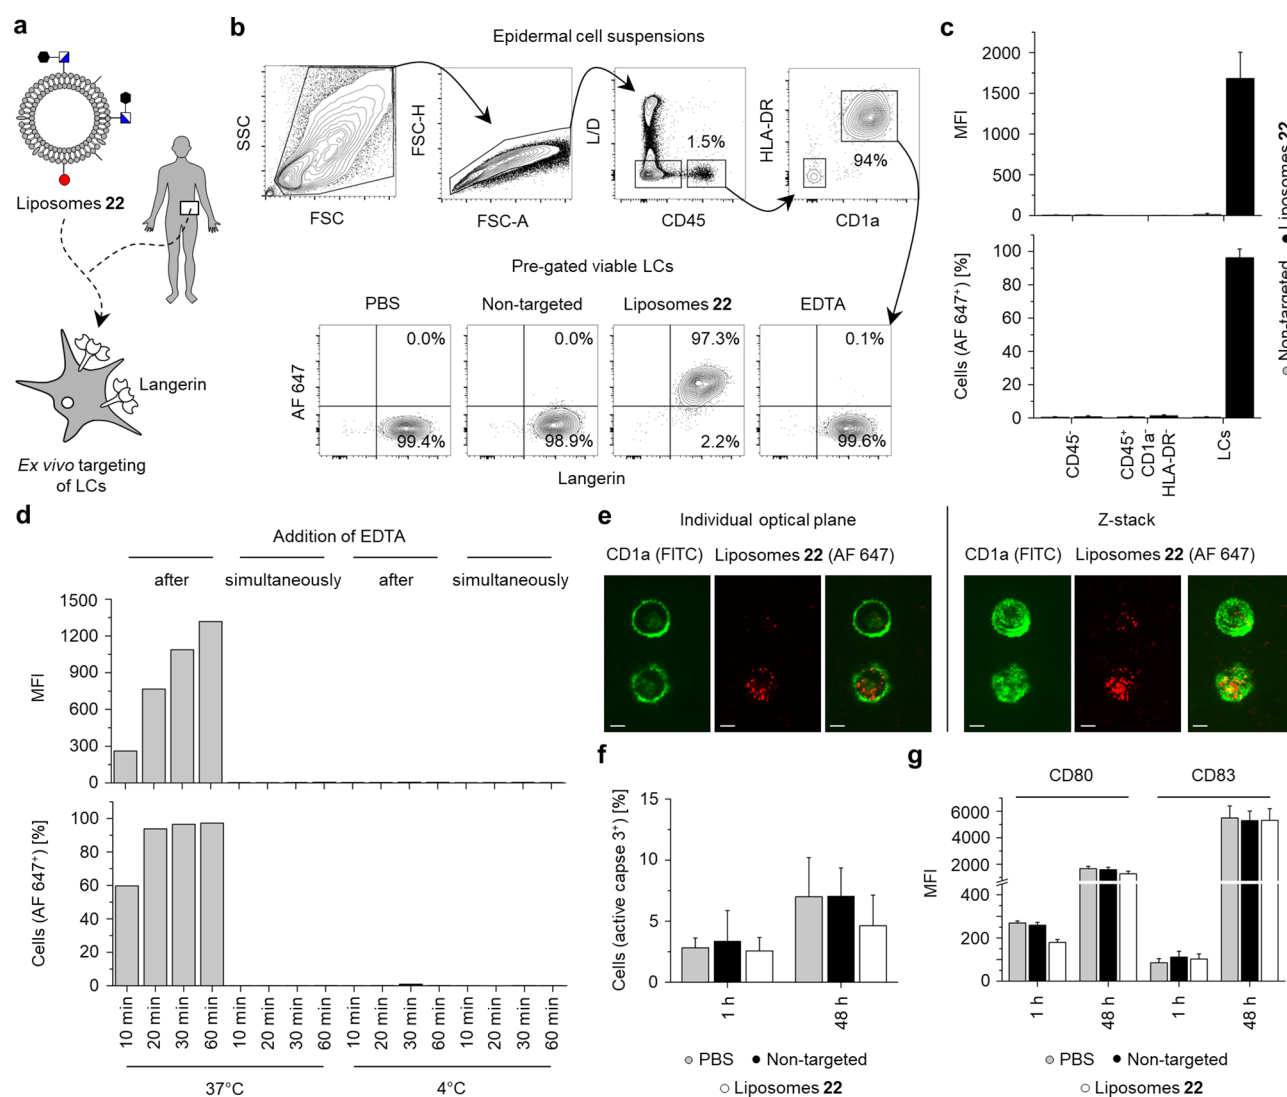 a
Liposomes 22
Langerin
Ex vivo targeting
of LCs
b
Epidermal cell suspensions
SSC
FSC
FSC-H
FSC-A
L/D
1.5%
CD45
HLA-DR
94%
CD1a
Pre-gated viable LCs
PBS
Non-targeted
Liposomes 22
EDTA
AF 647
0.0%
99.4%
0.0%
98.9%
97.3%
2.2%
0.1%
99.6%
Langerin
c
MFI
2000
1500
1000
500
0
Cells (AF 647⁺) [%]
100
80
60
40
20
0
CD45⁻
CD45⁺
CD1a⁻
HLA-DR⁻
LCs
Non-targeted
Liposomes 22
d
Addition of EDTA
after
simultaneously
after
simultaneously
MFI
1500
1200
900
600
300
0
Cells (AF 647⁺) [%]
100
80
60
40
20
0
10 min
20 min
30 min
60 min
10 min
20 min
30 min
60 min
10 min
20 min
30 min
60 min
10 min
20 min
30 min
60 min
37°C
4°C
e
Individual optical plane
Z-stack
CD1a (FITC)
Liposomes 22 (AF 647)
CD1a (FITC)
Liposomes 22 (AF 647)
f
Cells (active capse 3⁺) [%]
15
10
5
0
1 h
48 h
PBS
Non-targeted
Liposomes 22
g
CD80
CD83
MFI
6000
4000
2000
400
200
0
1 h
48 h
1 h
48 h
PBS
Non-targeted
Liposomes 22